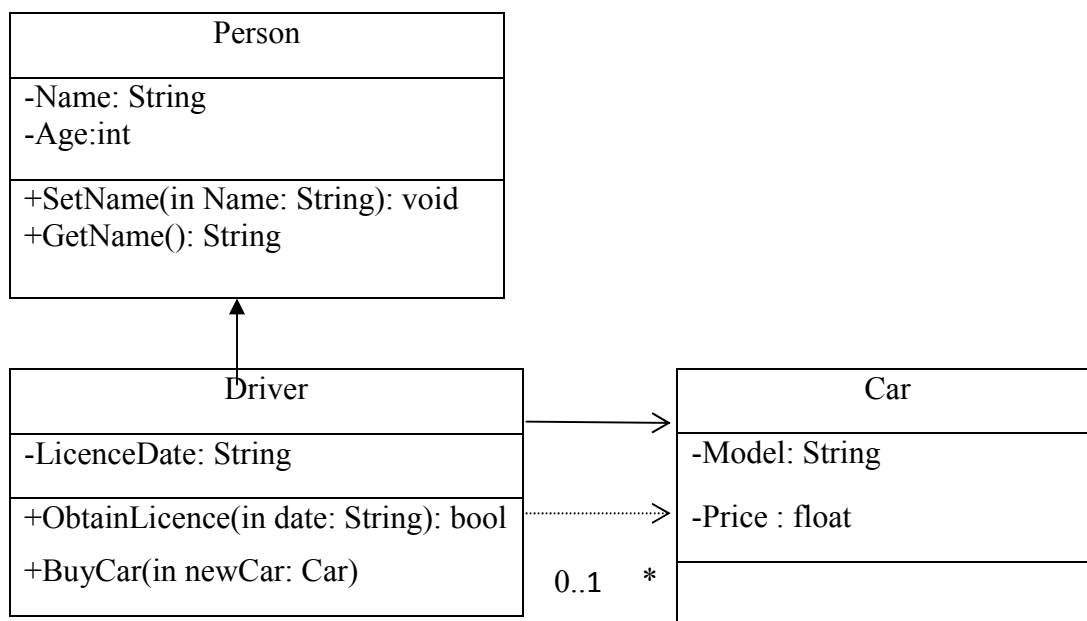 Person
-Name: String
-Age:int
+SetName(in Name: String): void
+GetName(): String
Driver
-LicenceDate: String
+ObtainLicence(in date: String): bool
+BuyCar(in newCar: Car)
0..1 *
Car
-Model: String
-Price : float